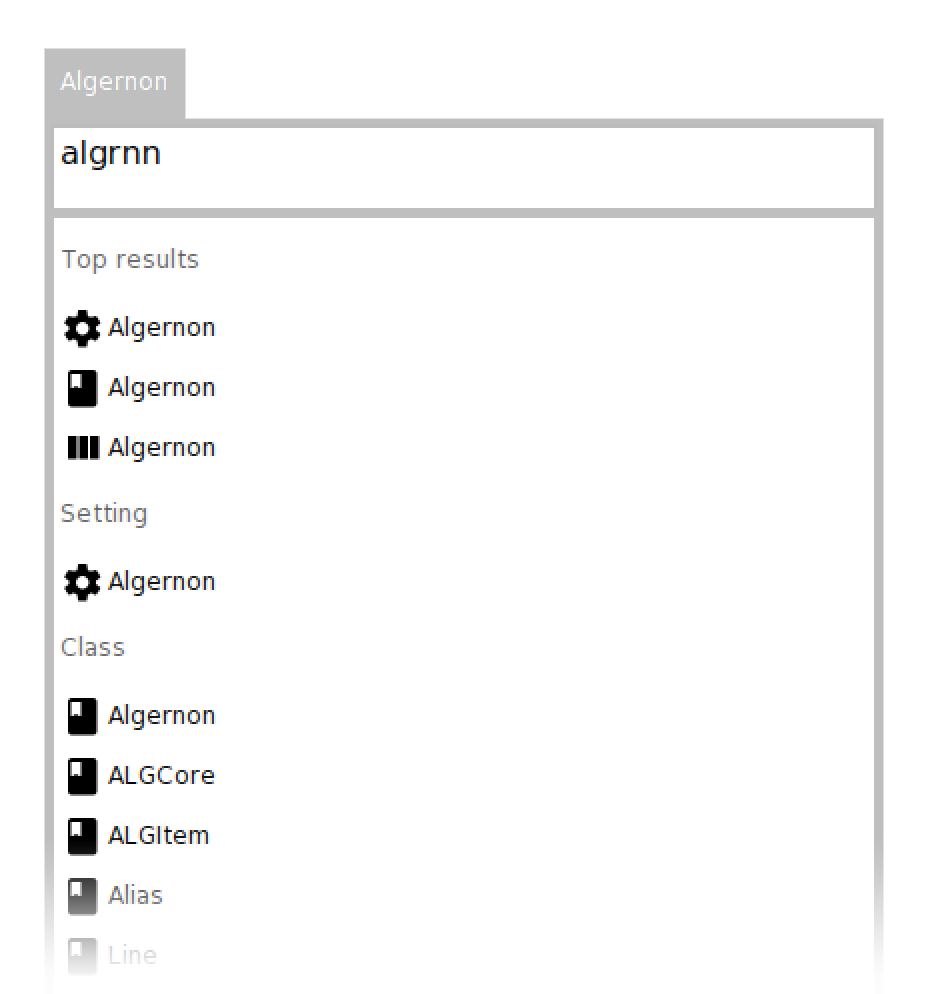 Algernon
algrnn
Top results
Algernon
Algernon
Algernon
Setting
Algernon
Class
Algernon
ALGCore
ALGItem
Alias
Line